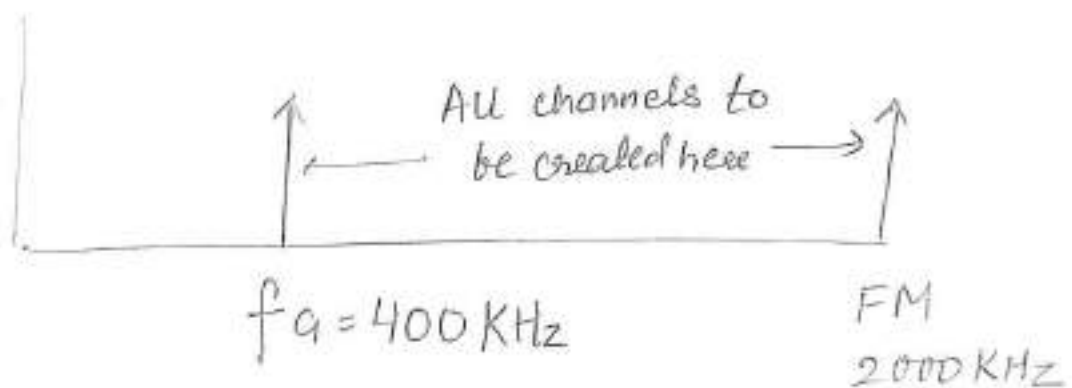 All channels to
be created here
fa = 400 KHz
FM
2000 KHz